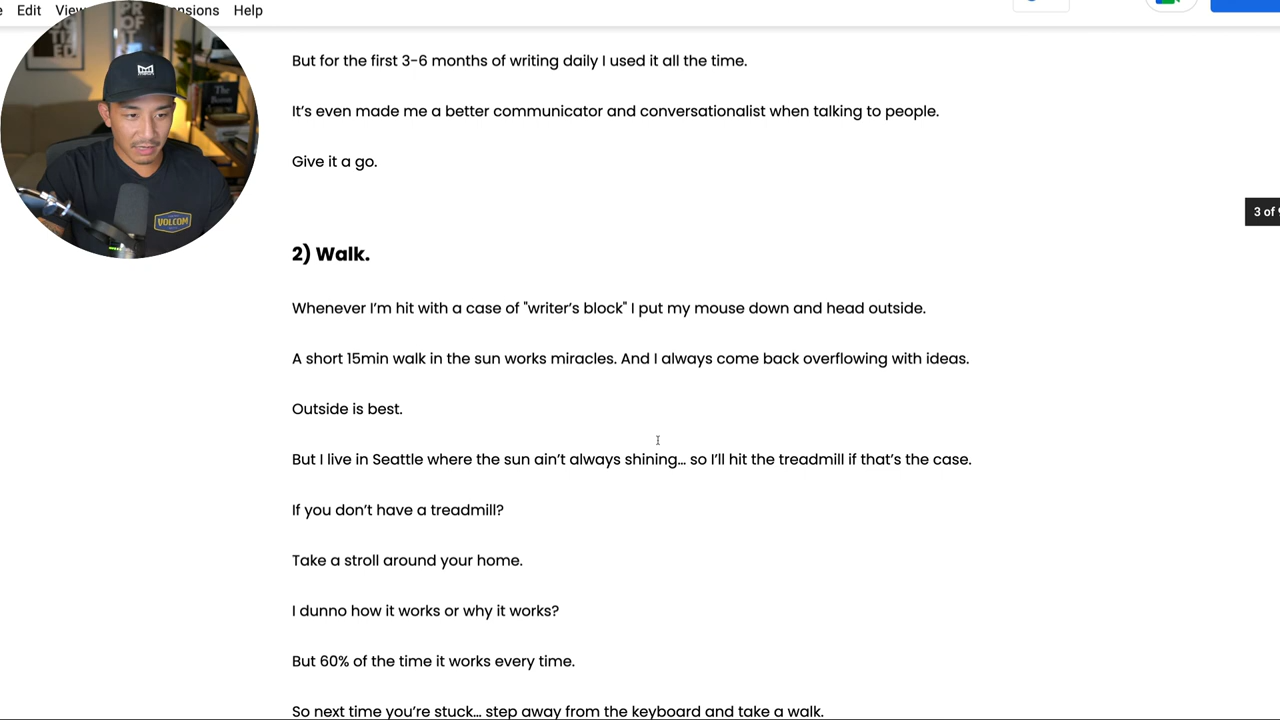 Edit View
nsions Help
But for the first 3-6 months of writing daily I used it all the time.
It's even made me a better communicator and conversationalist when talking to people.
Give it a go.
3 of
2) Walk.
Whenever I'm hit with a case of "writer's block" I put my mouse down and head outside.
A short 15min walk in the sun works miracles. And I always come back overflowing with ideas.
Outside is best.
But I live in Seattle where the sun ain't always shining... so I'll hit the treadmill if that's the case.
If you don't have a treadmill?
Take a stroll around your home.
I dunno how it works or why it works?
But 60% of the time it works every time.
So next time you're stuck... step away from the keyboard and take a walk.
VOLCOM